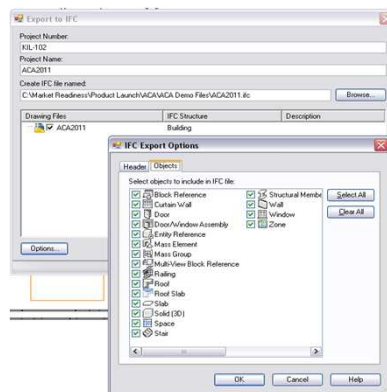 Export to IFC
Project Number:
KIL-102
Project Name:
ACA2011
Create IFC file named:
C:\Market Readiness\Product Launch\ACA\ACA Demo Files\ACA2011.ifc
Browse...
Drawing Files IFC Structure Description
ACA2011 Building
Options...
IFC Export Options
Header Objects
Select objects to include in IFC file:
Block Reference Structural Membe
Curtain Wall Wall
Door Window
Door/Window Assembly Zone
Entity Reference
Mass Element
Mass Group
Multi-View Block Reference
Railing
Roof
Roof Slab
Slab
Solid (3D)
Space
Stair
Select All
Clear All
OK Cancel Help